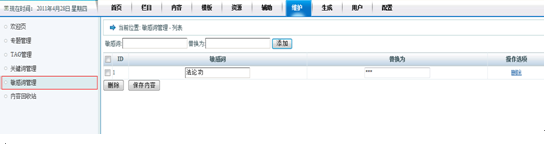 现在时间：2011年4月28日 星期四
首页 栏目 内容 模板 资源 辅助 维护 生成 用户 配置
欢迎页
专题管理
TAG管理
关键词管理
敏感词管理
内容回收站
当前位置: 敏感词管理 - 列表
敏感词: 替换为: 添加
ID 敏感词 替换为 操作选项
1 法轮 功 *** 删除
删除 保存内容